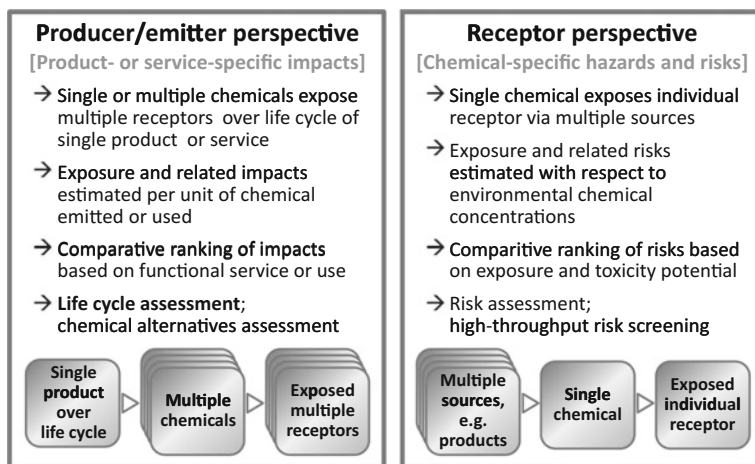 Producer/emitter perspective
[Product- or service-specific impacts]
→ Single or multiple chemicals expose
multiple receptors over life cycle of
single product or service
→ Exposure and related impacts
estimated per unit of chemical
emitted or used
→ Comparative ranking of impacts
based on functional service or use
→ Life cycle assessment;
chemical alternatives assessment
Single
product
over
life cycle
Multiple
chemicals
Exposed
multiple
receptors
Receptor perspective
[Chemical-specific hazards and risks]
→ Single chemical exposes individual
receptor via multiple sources
→ Exposure and related risks
estimated with respect to
environmental chemical
concentrations
→ Comparitive ranking of risks based
on exposure and toxicity potential
→ Risk assessment;
high-throughput risk screening
Multiple
sources,
e.g.
products
Single
chemical
Exposed
individual
receptor